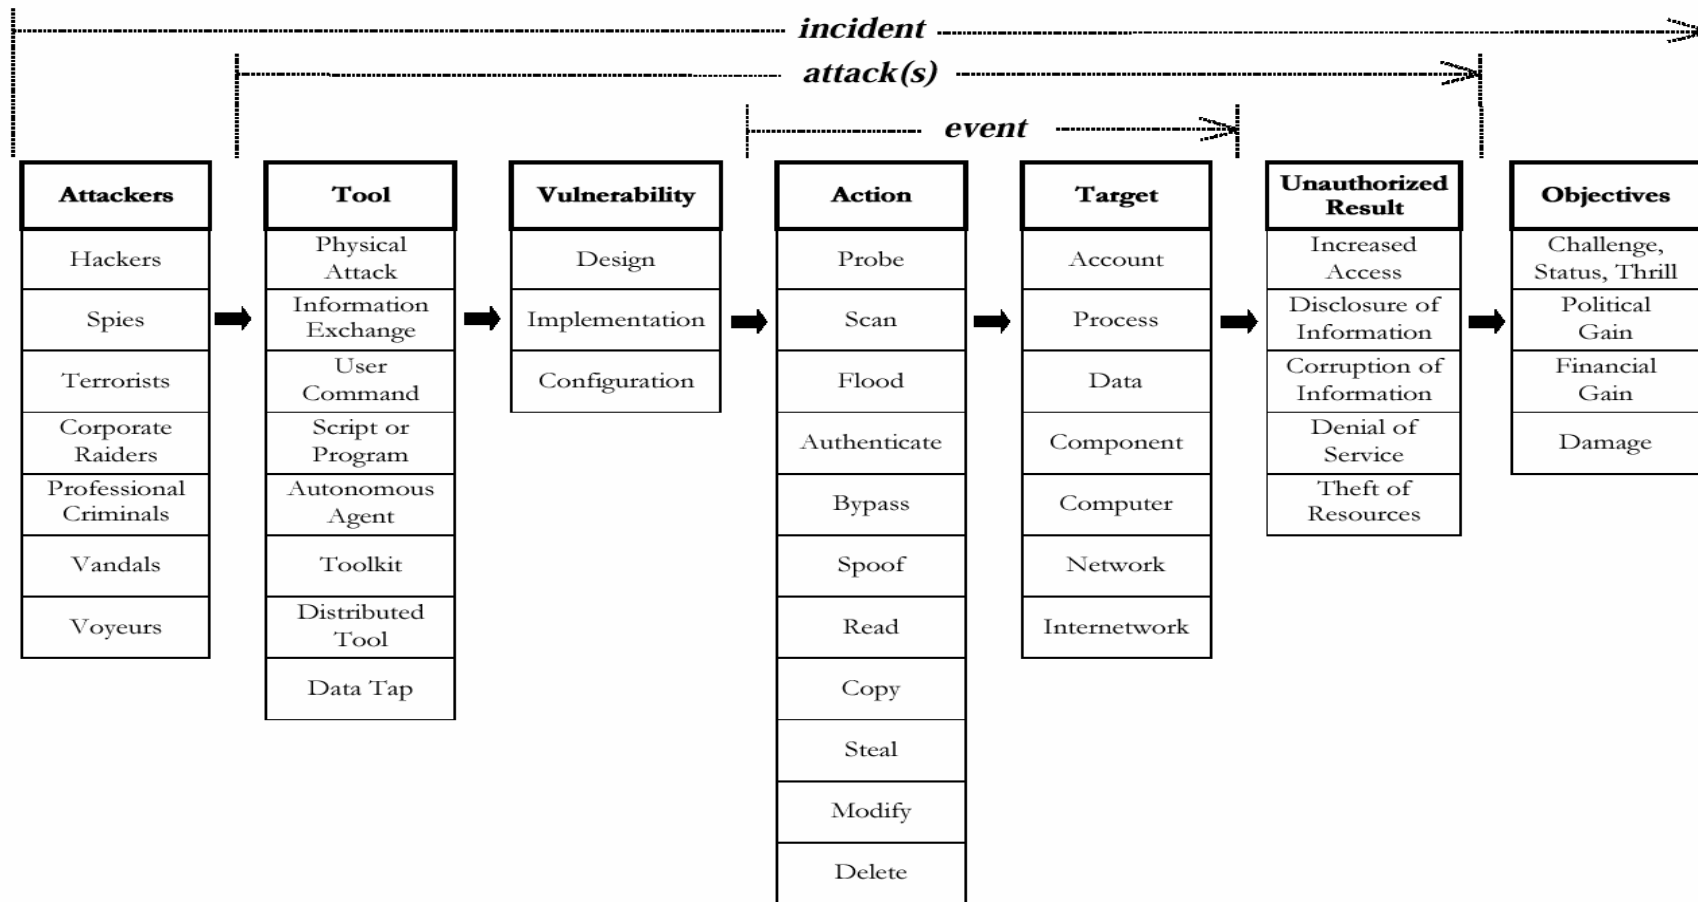 incident
attack(s)
event
Attackers
Hackers
Spies
Terrorists
Corporate
Raiders
Professional
Criminals
Vandals
Voyeurs
Tool
Physical
Attack
Information
Exchange
User
Command
Script or
Program
Autonomous
Agent
Toolkit
Distributed
Tool
Data Tap
Vulnerability
Design
Implementation
Configuration
Action
Probe
Scan
Flood
Authenticate
Bypass
Spoof
Read
Copy
Steal
Modify
Delete
Target
Account
Process
Data
Component
Computer
Network
Internetwork
Unauthorized
Result
Increased
Access
Disclosure of
Information
Corruption of
Information
Denial of
Service
Theft of
Resources
Objectives
Challenge,
Status, Thrill
Political
Gain
Financial
Gain
Damage